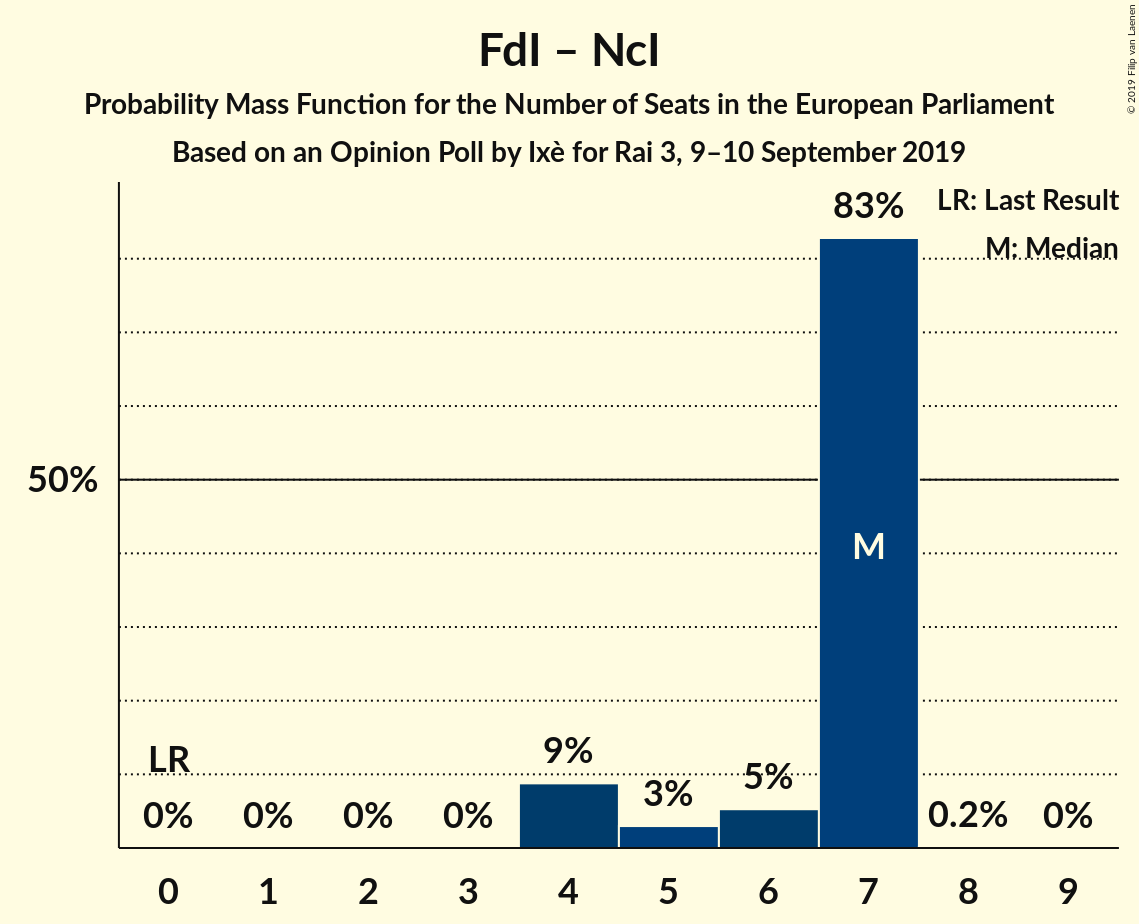 FdI – NcI
Probability Mass Function for the Number of Seats in the European Parliament
Based on an Opinion Poll by Ixè for Rai 3, 9–10 September 2019
© 2019 Filip van Laenen
LR: Last Result
M: Median
83%
50%
M
LR
9%
3%
5%
0% 0% 0% 0% 0.2% 0%
0 1 2 3 4 5 6 7 8 9